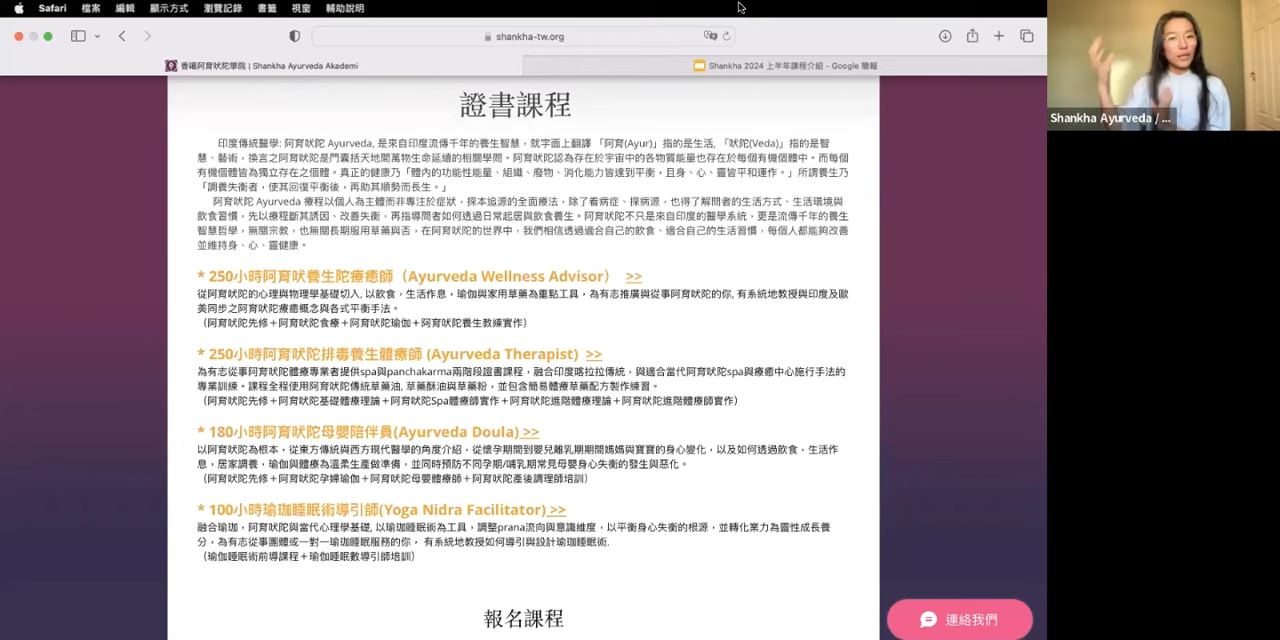 Safari 檔案 編輯 顯示方式 瀏覽記錄 書籤 視窗 輔助說明
shankha-tw.org
香嘎阿育吠陀學院 | Shankha Ayurveda Akademi
Shankha 2024 上半年課程介紹 - Google 簡報
Shankha Ayurveda / ...
證書課程
印度傳統醫學: 阿育吠陀 Ayurveda, 是來自印度流傳千年的養生智慧，就字面上翻譯 「阿育(Ayur)」指的是生活, 「吠陀(Veda)」指的是智
慧、藝術，換言之阿育吠陀是門囊括天地間萬物生命延續的相關學問。阿育吠陀認為存在於宇宙中的各物質能量也存在於每個有機個體中。而每個
有機個體皆為獨立存在之個體。真正的健康乃「體內的功能性能量、組織、廢物、消化能力皆達到平衡，且身、心、靈皆平和運作。」所謂養生乃
「調養失衡者，使其回復平衡後，再助其順勢而長生。」
阿育吠陀 Ayurveda 療程以個人為主體而非專注於症狀，探本追源的全面療法，除了看病症、探病源，也得了解問者的生活方式、生活環境與
飲食習慣，先以療程斷其誘因、改善失衡，再指導問者如何透過日常起居與飲食養生。阿育吠陀不只是來自印度的醫學系統，更是流傳千年的養生
智慧哲學，無關宗教，也無關長期服用草藥與否，在阿育吠陀的世界中，我們相信透過適合自己的飲食、適合自己的生活習慣，每個人都能夠改善
並維持身、心、靈健康。
* 250小時阿育吠養生陀療癒師（Ayurveda Wellness Advisor） >>
從阿育吠陀的心理與物理學基礎切入, 以飲食，生活作息，瑜伽與家用草藥為重點工具，為有志推廣與從事阿育吠陀的你, 有系統地教授與印度及歐
美同步之阿育吠陀療癒概念與各式平衡手法。
（阿育吠陀先修＋阿育吠陀食療＋阿育吠陀瑜伽＋阿育吠陀養生教練實作）
* 250小時阿育吠陀排毒養生體療師 (Ayurveda Therapist) >>
為有志從事阿育吠陀體療專業者提供spa與panchakarma兩階段證書課程，融合印度喀拉拉傳統，與適合當代阿育吠陀spa與療癒中心施行手法的
專業訓練。課程全程使用阿育吠陀傳統草藥油, 草藥酥油與草藥粉，並包含簡易體療草藥配方製作練習。
（阿育吠陀先修＋阿育吠陀基礎體療理論＋阿育吠陀Spa體療師實作＋阿育吠陀進階體療理論＋阿育吠陀進階體療師實作）
* 180小時阿育吠陀母嬰陪伴員(Ayurveda Doula) >>
以阿育吠陀為根本，從東方傳統與西方現代醫學的角度介紹，從懷孕期間到嬰兒離乳期期間媽媽與寶寶的身心變化，以及如何透過飲食，生活作
息，居家調養，瑜伽與體療為溫柔生產做準備，並同時預防不同孕期/哺乳期常見母嬰身心失衡的發生與惡化。
（阿育吠陀先修＋阿育吠陀孕婦瑜伽＋阿育吠陀母嬰體療師＋阿育吠陀產後調理師培訓）
* 100小時瑜珈睡眠術導引師(Yoga Nidra Facilitator) >>
融合瑜珈，阿育吠陀與當代心理學基礎, 以瑜珈睡眠術為工具，調整prana流向與意識維度，以平衡身心失衡的根源，並轉化業力為靈性成長養
分，為有志從事團體或一對一瑜珈睡眠服務的你， 有系統地教授如何導引與設計瑜珈睡眠術.
（瑜伽睡眠術前導課程＋瑜伽睡眠數導引師培訓）
報名課程
連絡我們